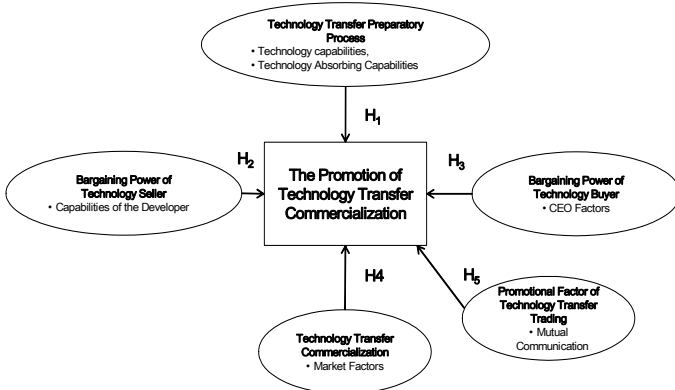 Technology Transfer Preparatory
Process
• Technology capabilities,
• Technology Absorbing Capabilities
H1
H2
Bargaining Power of
Technology Seller
• Capabilities of the Developer
The Promotion of
Technology Transfer
Commercialization
H3
Bargaining Power of
Technology Buyer
• CEO Factors
H4
H5
Technology Transfer
Commercialization
• Market Factors
Promotional Factor of
Technology Transfer
Trading
• Mutual
Communication